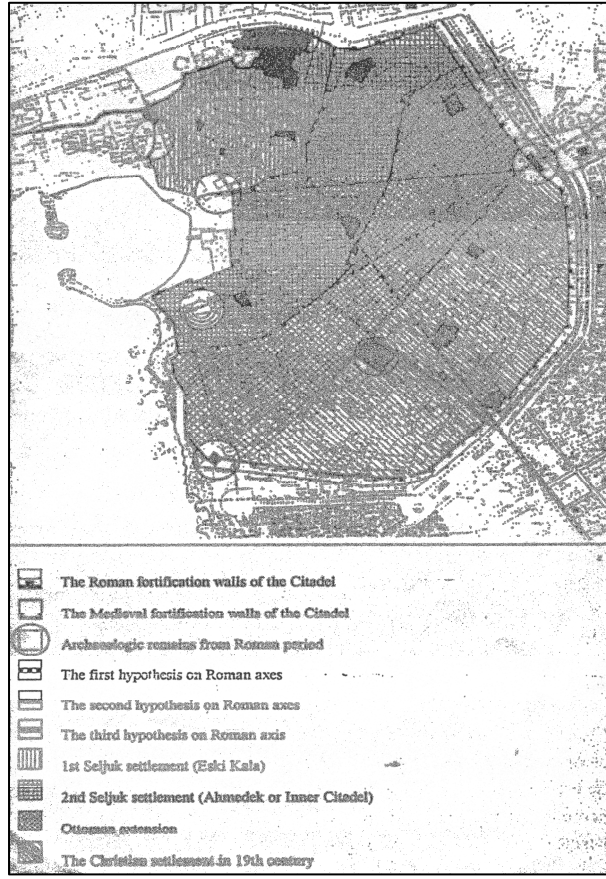 The Roman fortification walls of the Citadel
The Medieval fortification walls of the Citadel
Archaeologic remains from Roman period
The first hypothesis on Roman axes
The second hypothesis on Roman axes
The third hypothesis on Roman axis
1st Seljuk settlement (Eski Kala)
2nd Seljuk settlement (Ahmedek or Inner Citadel)
Ottoman extension
The Christian settlement in 19th century